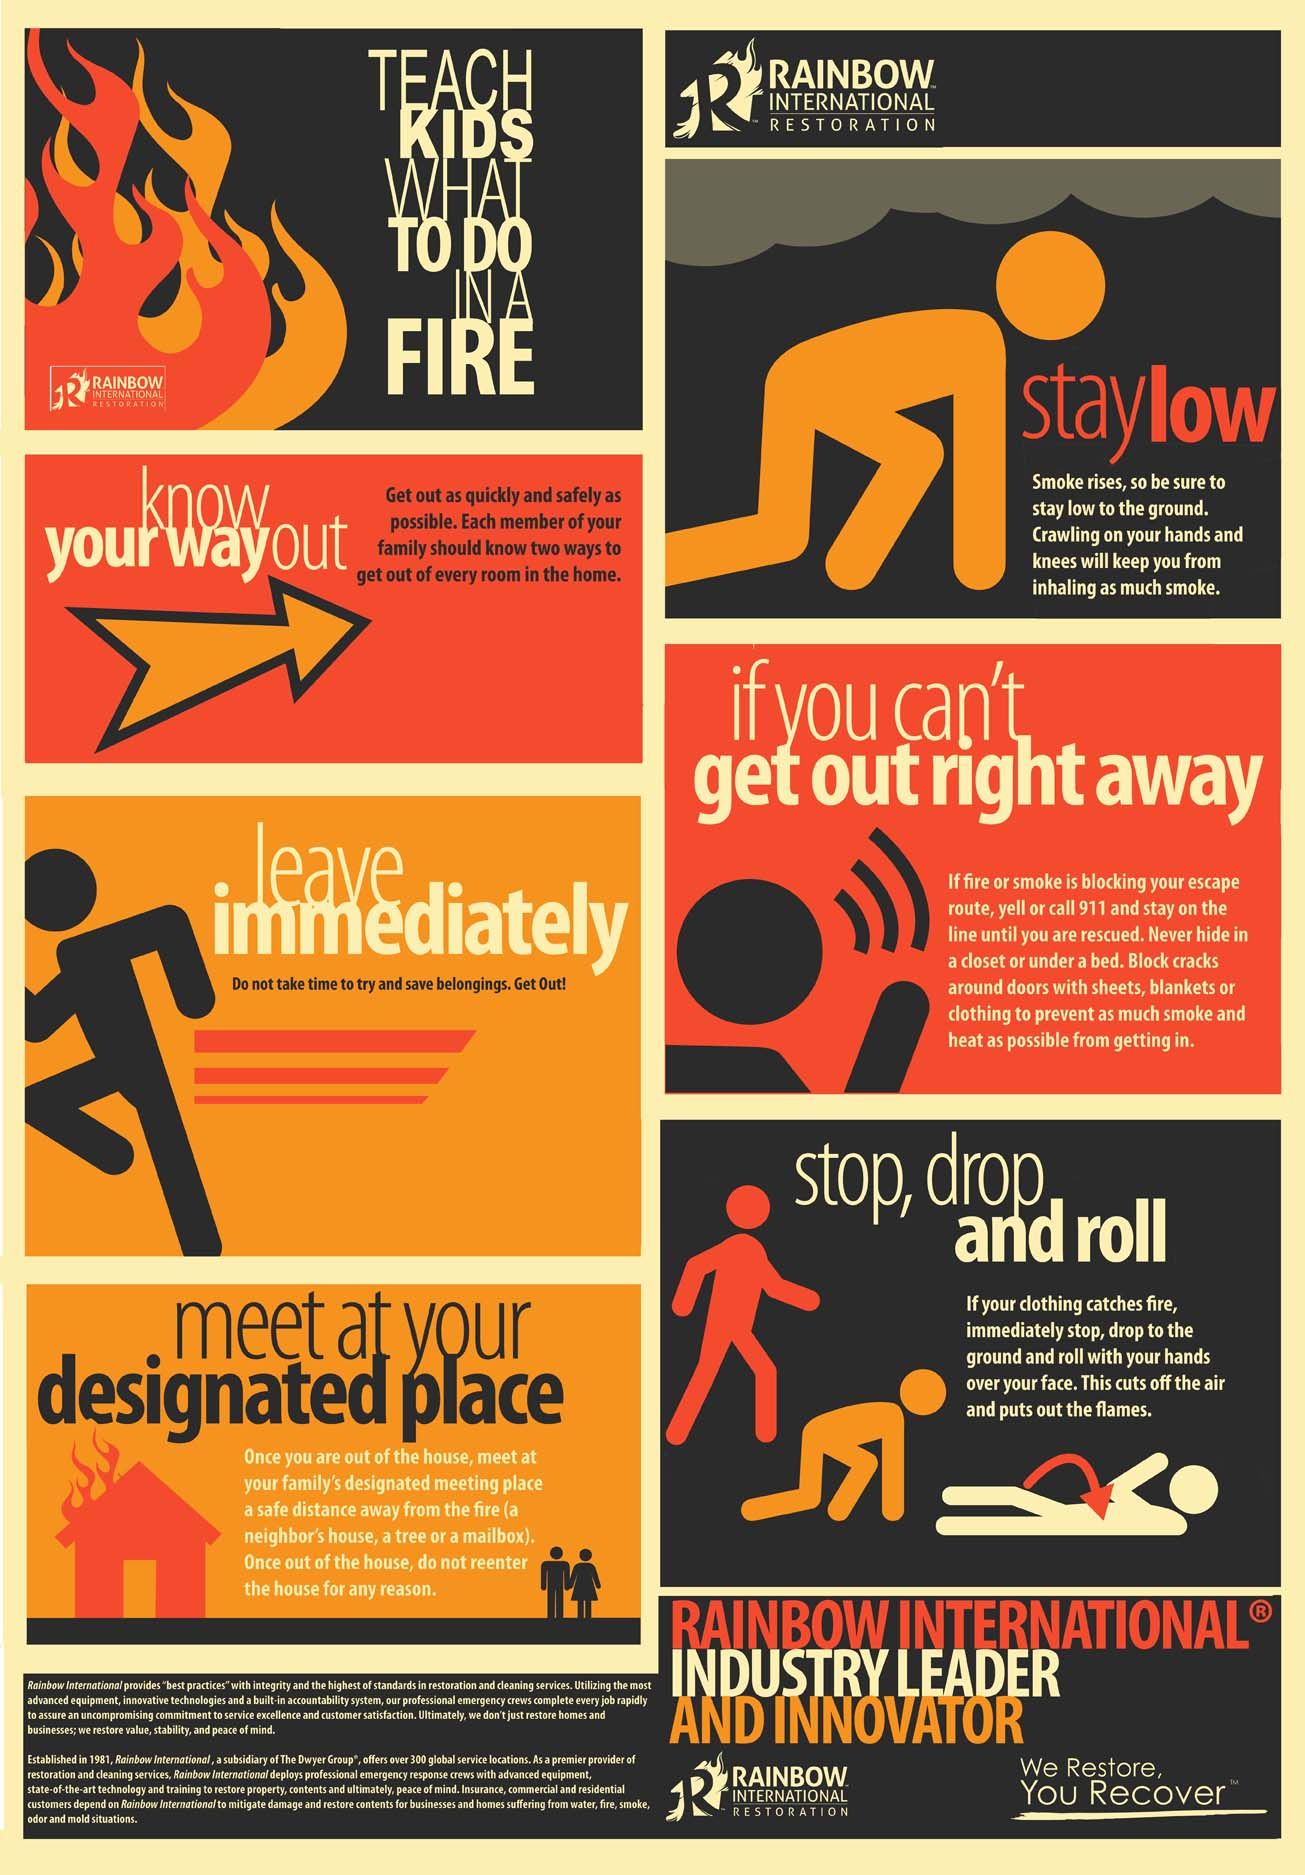 TEACH
KIDS
WHAT
TO DO
IN A
FIRE
RAINBOW
INTERNATIONAL
RESTORATION
know
your way out
Get out as quickly and safely as
possible. Each member of your
family should know two ways to
get out of every room in the home.
leave
immediately
Do not take time to try and save belongings. Get Out!
meet at your
designated place
Once you are out of the house, meet at
your family's designated meeting place
a safe distance away from the fire (a
neighbor's house, a tree or a mailbox).
Once out of the house, do not reenter
the house for any reason.
Rainbow International provides "best practices" with integrity and the highest of standards in restoration and cleaning services. Utilizing the most
advanced equipment, innovative technologies and a built-in accountability system, our professional emergency crews complete every job rapidly
to assure an uncompromising commitment to service excellence and customer satisfaction. Ultimately, we don't just restore homes and
businesses; we restore value, stability, and peace of mind.
Established in 1981, Rainbow International, a subsidiary of The Dwyer Group®, offers over 300 global service locations. As a premier provider of
restoration and cleaning services, Rainbow International deploys professional emergency response crews with advanced equipment,
state-of-the-art technology and training to restore property, contents and ultimately, peace of mind. Insurance, commercial and residential
customers depend on Rainbow International to mitigate damage and restore contents for businesses and homes suffering from water, fire, smoke,
odor and mold situations.
RAINBOW™
INTERNATIONAL
RESTORATION
stay low
Smoke rises, so be sure to
stay low to the ground.
Crawling on your hands and
knees will keep you from
inhaling as much smoke.
if you can't
get out right away
If fire or smoke is blocking your escape
route, yell or call 911 and stay on the
line until you are rescued. Never hide in
a closet or under a bed. Block cracks
around doors with sheets, blankets or
clothing to prevent as much smoke and
heat as possible from getting in.
stop, drop
and roll
If your clothing catches fire,
immediately stop, drop to the
ground and roll with your hands
over your face. This cuts off the air
and puts out the flames.
RAINBOW INTERNATIONAL®
INDUSTRY LEADER
AND INNOVATOR
RAINBOW™
INTERNATIONAL
RESTORATION
We Restore,
You Recover™